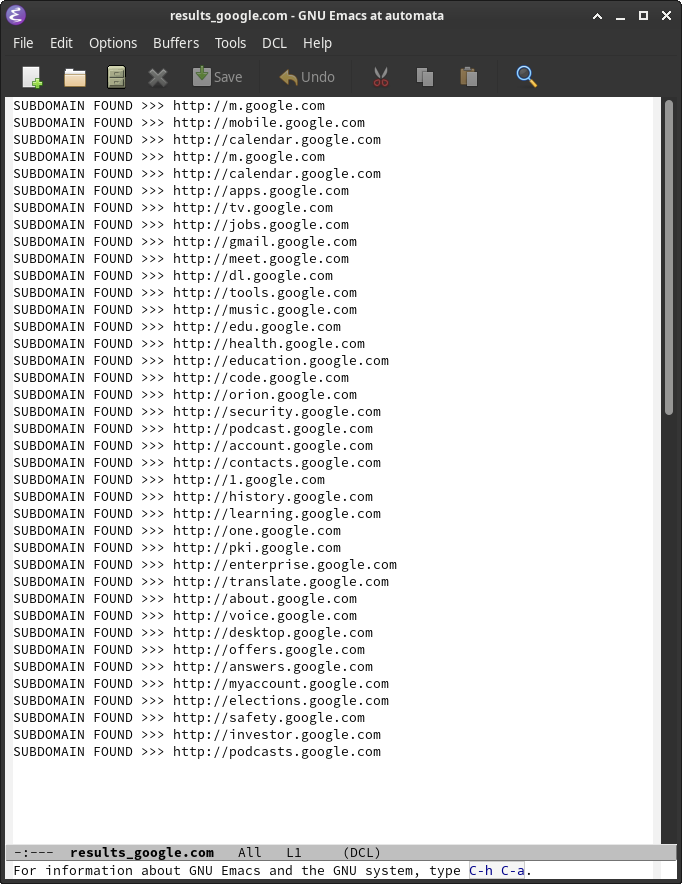 results_google.com - GNU Emacs at automata
File Edit Options Buffers Tools DCL Help
Save Undo
SUBDOMAIN FOUND >>> http://m.google.com
SUBDOMAIN FOUND >>> http://mobile.google.com
SUBDOMAIN FOUND >>> http://calendar.google.com
SUBDOMAIN FOUND >>> http://m.google.com
SUBDOMAIN FOUND >>> http://calendar.google.com
SUBDOMAIN FOUND >>> http://apps.google.com
SUBDOMAIN FOUND >>> http://tv.google.com
SUBDOMAIN FOUND >>> http://jobs.google.com
SUBDOMAIN FOUND >>> http://gmail.google.com
SUBDOMAIN FOUND >>> http://meet.google.com
SUBDOMAIN FOUND >>> http://dl.google.com
SUBDOMAIN FOUND >>> http://tools.google.com
SUBDOMAIN FOUND >>> http://music.google.com
SUBDOMAIN FOUND >>> http://edu.google.com
SUBDOMAIN FOUND >>> http://health.google.com
SUBDOMAIN FOUND >>> http://education.google.com
SUBDOMAIN FOUND >>> http://code.google.com
SUBDOMAIN FOUND >>> http://orion.google.com
SUBDOMAIN FOUND >>> http://security.google.com
SUBDOMAIN FOUND >>> http://podcast.google.com
SUBDOMAIN FOUND >>> http://account.google.com
SUBDOMAIN FOUND >>> http://contacts.google.com
SUBDOMAIN FOUND >>> http://1.google.com
SUBDOMAIN FOUND >>> http://history.google.com
SUBDOMAIN FOUND >>> http://learning.google.com
SUBDOMAIN FOUND >>> http://one.google.com
SUBDOMAIN FOUND >>> http://pki.google.com
SUBDOMAIN FOUND >>> http://enterprise.google.com
SUBDOMAIN FOUND >>> http://translate.google.com
SUBDOMAIN FOUND >>> http://about.google.com
SUBDOMAIN FOUND >>> http://voice.google.com
SUBDOMAIN FOUND >>> http://desktop.google.com
SUBDOMAIN FOUND >>> http://offers.google.com
SUBDOMAIN FOUND >>> http://answers.google.com
SUBDOMAIN FOUND >>> http://myaccount.google.com
SUBDOMAIN FOUND >>> http://elections.google.com
SUBDOMAIN FOUND >>> http://safety.google.com
SUBDOMAIN FOUND >>> http://investor.google.com
SUBDOMAIN FOUND >>> http://podcasts.google.com
-:--- results_google.com All L1 (DCL)
For information about GNU Emacs and the GNU system, type C-h C-a.